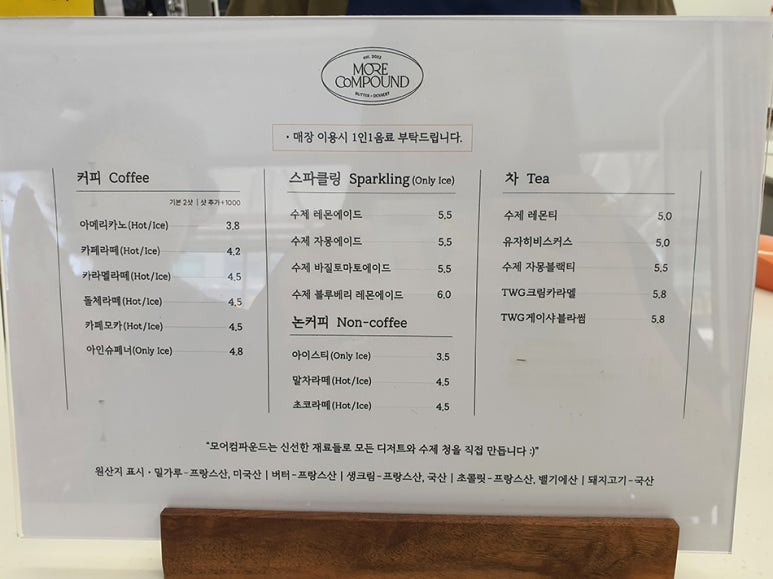 EST. 2022
MORE
COMPOUND
BUTTER + DESSERT
• 매장 이용시 1인1음료 부탁드립니다.
커피 Coffee
기본 2샷 | 샷 추가+1000
아메리카노(Hot/Ice) 3,8
카페라떼(Hot/Ice) 4,2
카라멜라떼(Hot/Ice) 4,5
돌체라떼(Hot/Ice) 4,5
카페모카(Hot/Ice) 4,5
아인슈페너(Only Ice) 4,8
스파클링 Sparkling (Only Ice)
수제 레몬에이드 5,5
수제 자몽에이드 5,5
수제 바질토마토에이드 5,5
수제 블루베리 레몬에이드 6,0
논커피 Non-coffee
아이스티(Only Ice) 3,5
말차라떼(Hot/Ice) 4,5
초코라떼(Hot/Ice) 4,5
차 Tea
수제 레몬티 5,0
유자히비스커스 5,0
수제 자몽블랙티 5,5
TWG크림카라멜 5,8
TWG게이샤블라썸 5,8
“모어컴파운드는 신선한 재료들로 모든 디저트와 수제 청을 직접 만듭니다 :)”
원산지 표시 • 밀가루-프랑스산, 미국산 | 버터-프랑스산 | 생크림-프랑스산, 국산 | 초콜릿-프랑스산, 벨기에산 | 돼지고기-국산